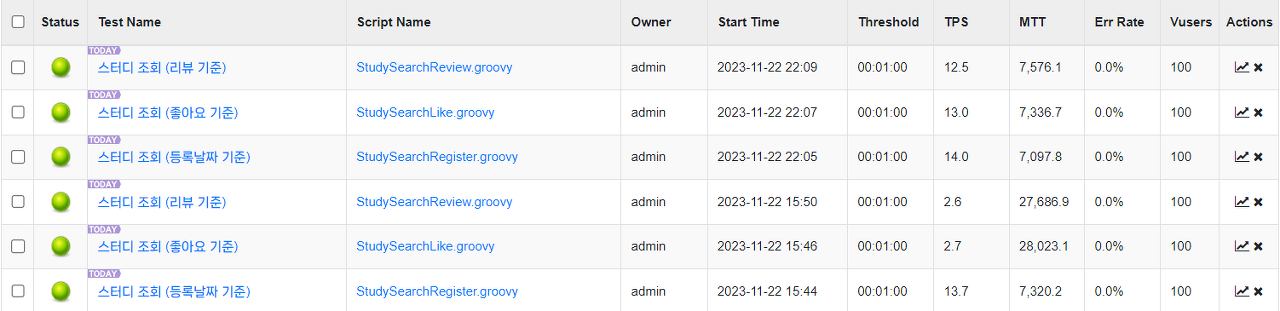 Status Test Name Script Name Owner Start Time Threshold TPS MTT Err Rate Vusers Actions
TODAY
스터디 조회 (리뷰 기준) StudySearchReview.groovy admin 2023-11-22 22:09 00:01:00 12.5 7,576.1 0.0% 100
TODAY
스터디 조회 (좋아요 기준) StudySearchLike.groovy admin 2023-11-22 22:07 00:01:00 13.0 7,336.7 0.0% 100
TODAY
스터디 조회 (등록날짜 기준) StudySearchRegister.groovy admin 2023-11-22 22:05 00:01:00 14.0 7,097.8 0.0% 100
TODAY
스터디 조회 (리뷰 기준) StudySearchReview.groovy admin 2023-11-22 15:50 00:01:00 2.6 27,686.9 0.0% 100
TODAY
스터디 조회 (좋아요 기준) StudySearchLike.groovy admin 2023-11-22 15:46 00:01:00 2.7 28,023.1 0.0% 100
TODAY
스터디 조회 (등록날짜 기준) StudySearchRegister.groovy admin 2023-11-22 15:44 00:01:00 13.7 7,320.2 0.0% 100